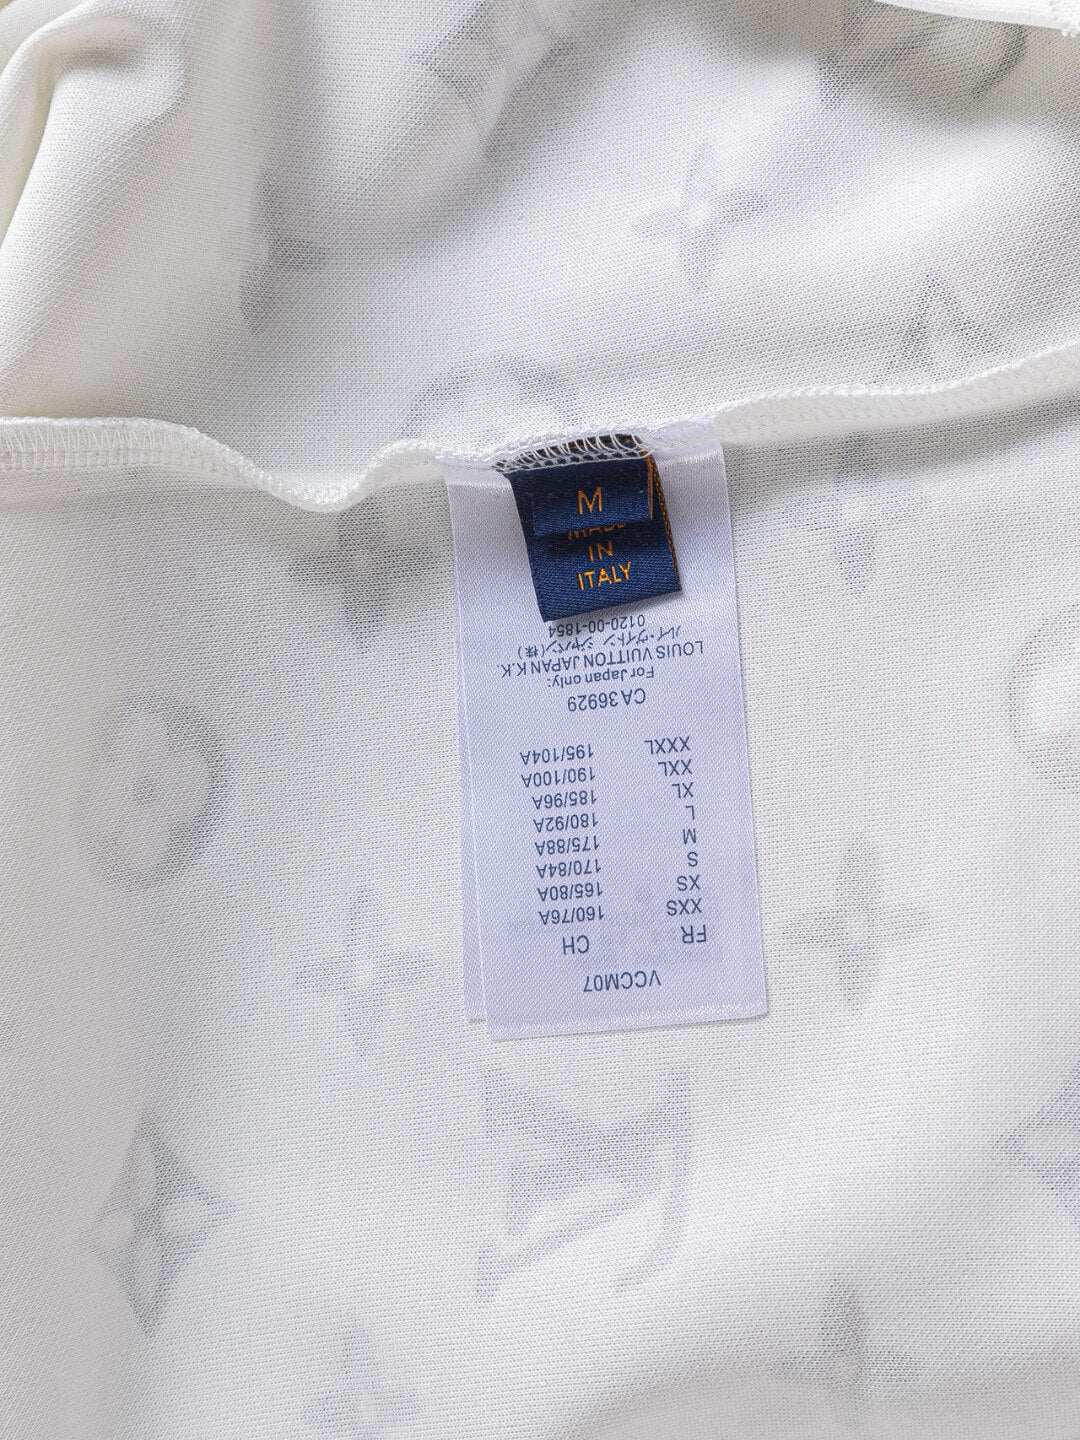 M
MADE
IN
ITALY
VCCM07
FR CH
XXS 160/76A
XS 165/80A
S 170/84A
M 175/88A
L 180/92A
XL 185/96A
XXL 190/100A
XXXL 195/104A
CA 36929
For Japan only:
LOUIS VUITTON JAPAN K.K.
ルイ・ヴィトン ジャパン(株)
0120-00-1854